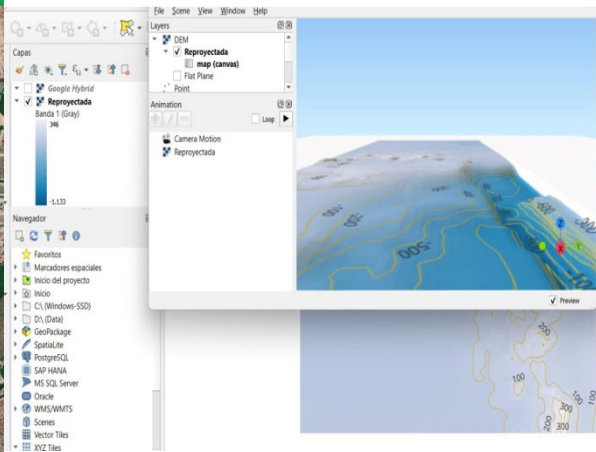 File Scene View Window Help
Layers
DEM
Reproyectada
map (canvas)
Flat Plane
Point
Animation
Loop
Camera Motion
Reproyectada
Preview
Capas
Google Hybrid
Reproyectada
Banda 1 (Gray)
346
-1,133
Navegador
Favoritos
Marcadores espaciales
Inicio del proyecto
Inicio
C:\ (Windows-SSD)
D:\ (Data)
GeoPackage
SpatiaLite
PostgreSQL
SAP HANA
MS SQL Server
Oracle
WMS/WMTS
Scenes
Vector Tiles
XYZ Tiles
-500
-600
Z
X
Y
200
100
100
100
300
200
300